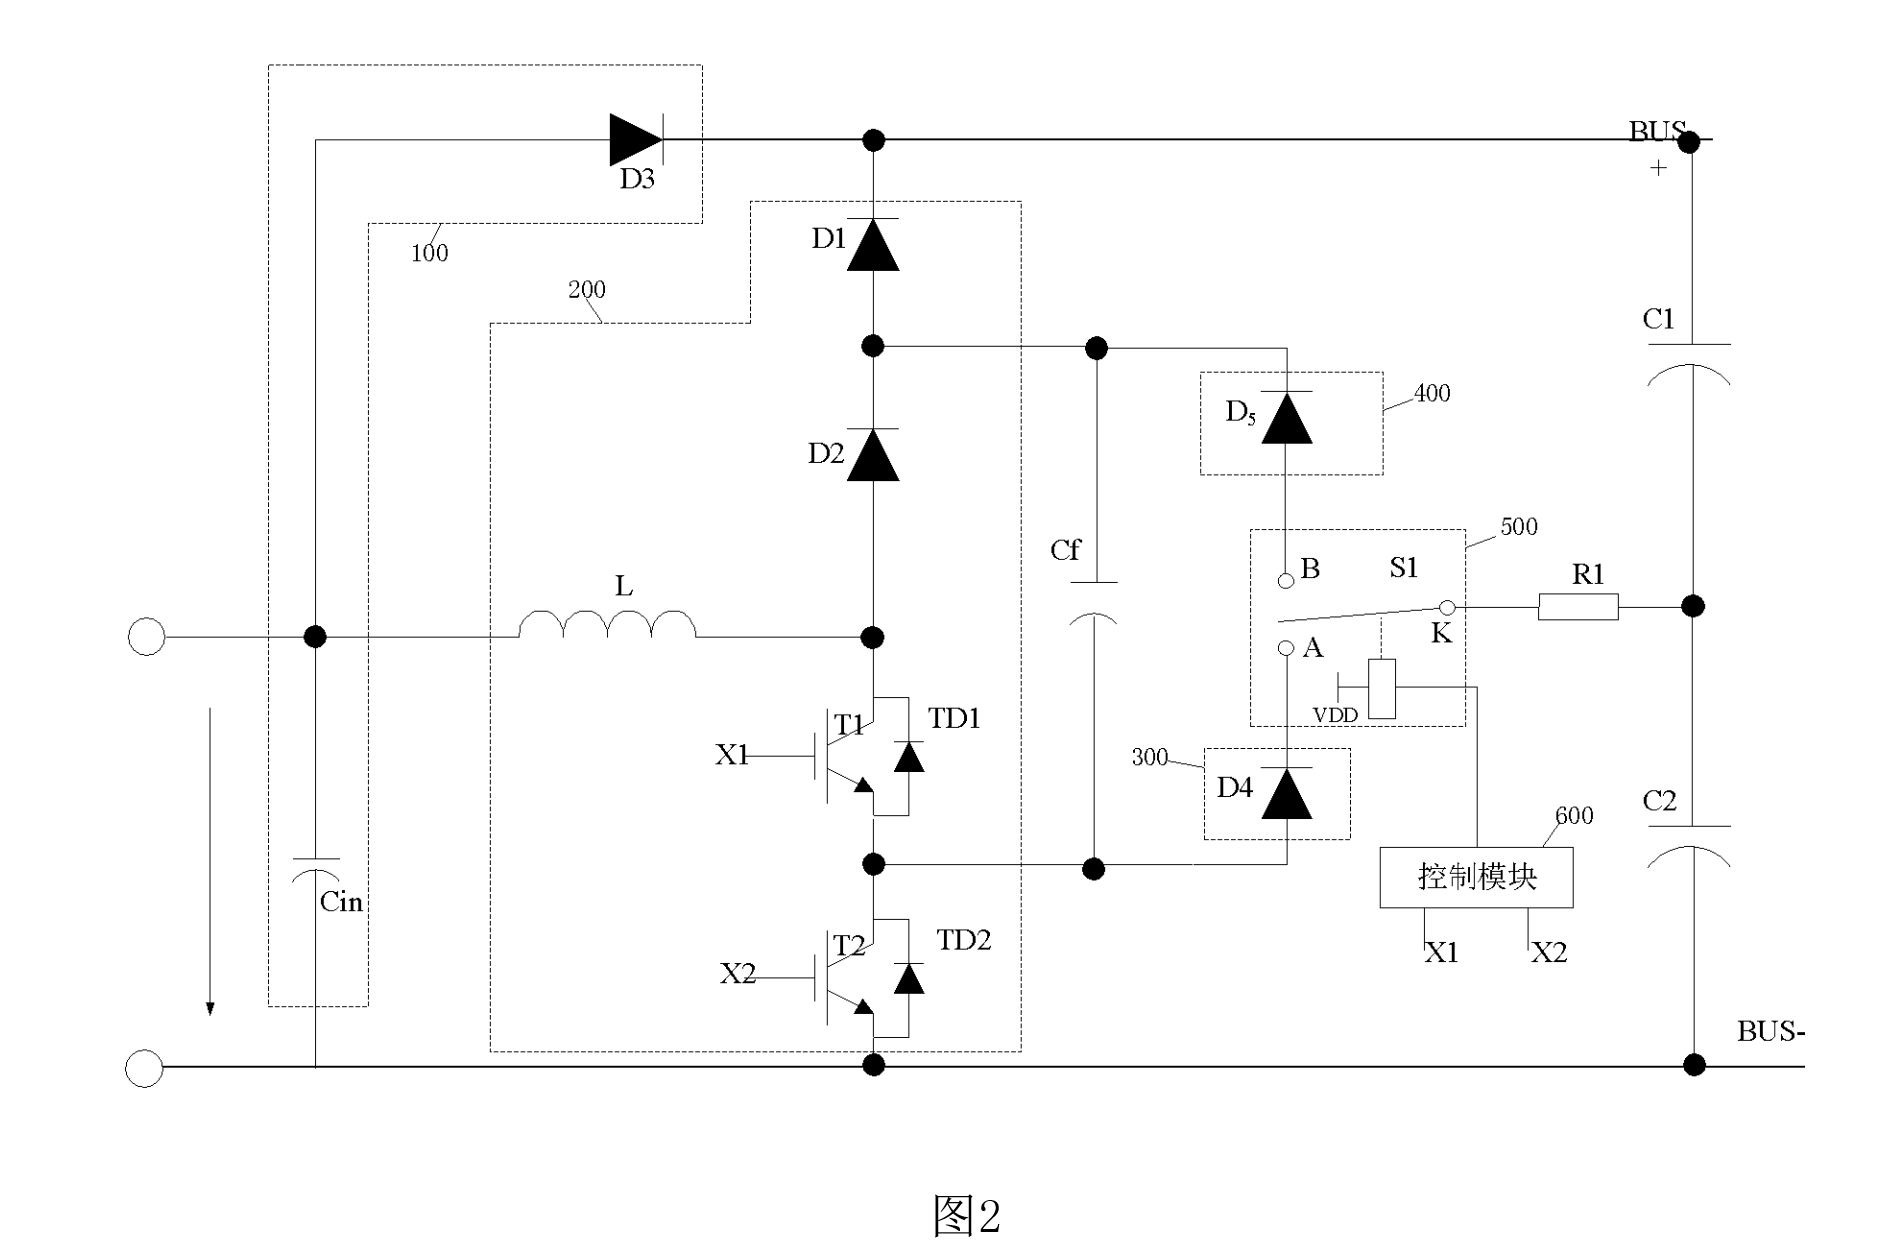 BUS
+
D3
D1
100
200
C1
400
D5
D2
500
Cf
B
S1
R1
L
K
A
T1
TD1
VDD
X1
300
D4
C2
600
控制模块
Cin
T2
TD2
X1
X2
X2
BUS-
图2